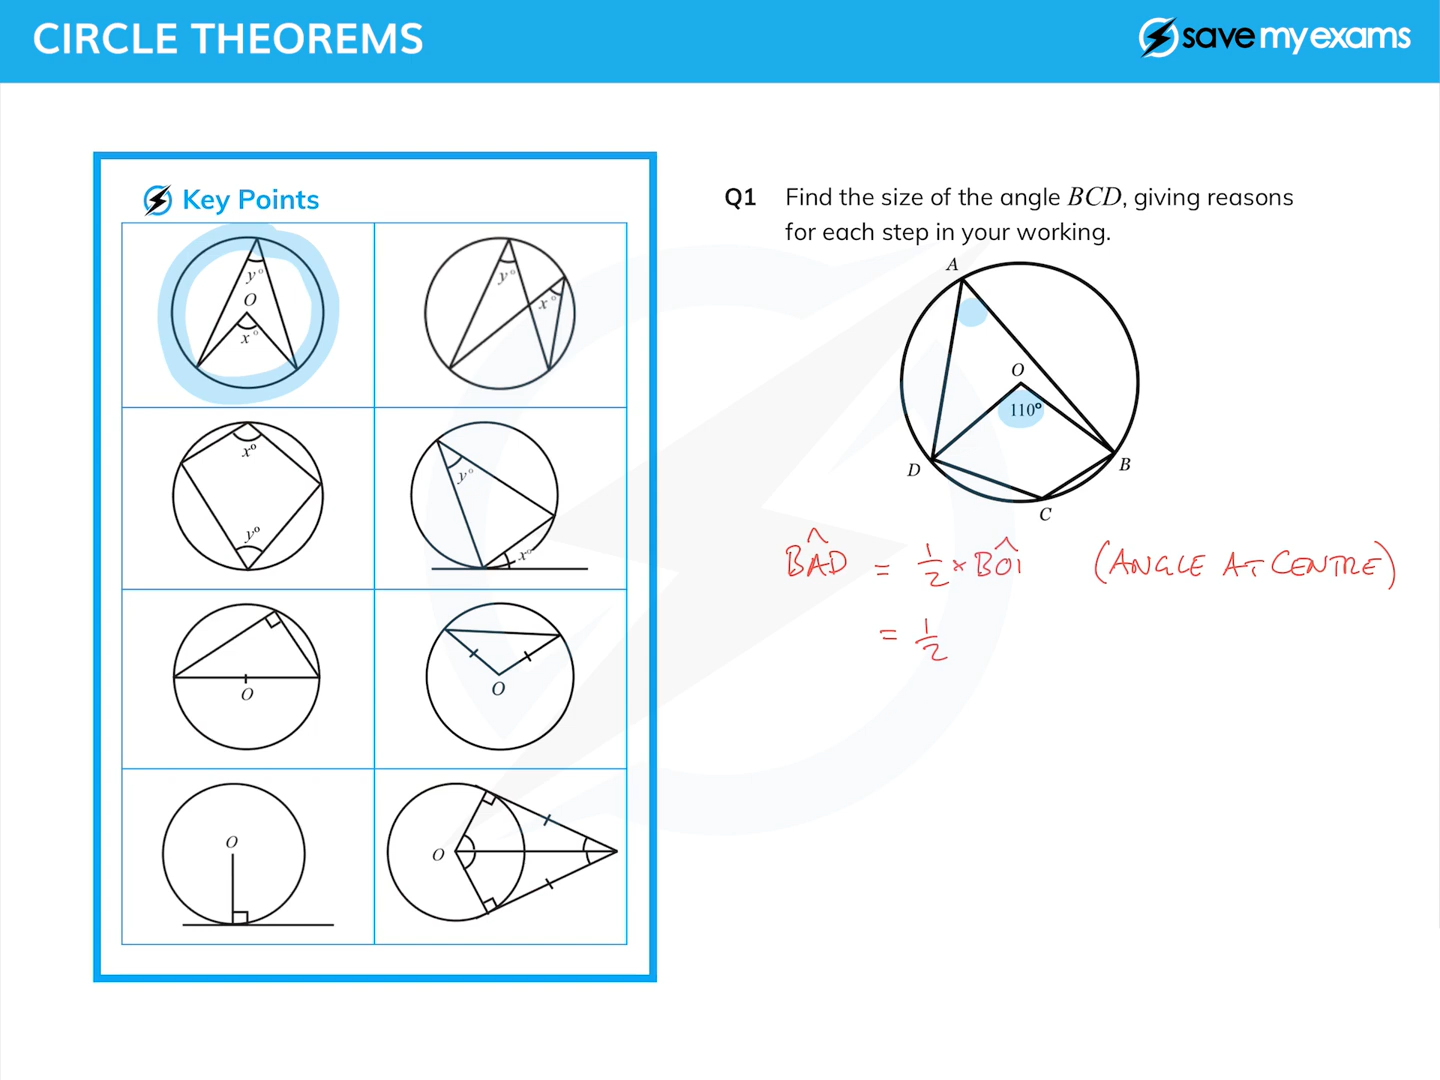 CIRCLE THEOREMS
save my exams
Key Points
y°
O
x°
y°
x°
x°
y°
y°
x°
O
O
O
O
Q1 Find the size of the angle BCD, giving reasons
for each step in your working.
A
O
110°
D
B
C
BÂD = 1/2 × BÔ (ANGLE AT CENTRE)
= 1/2